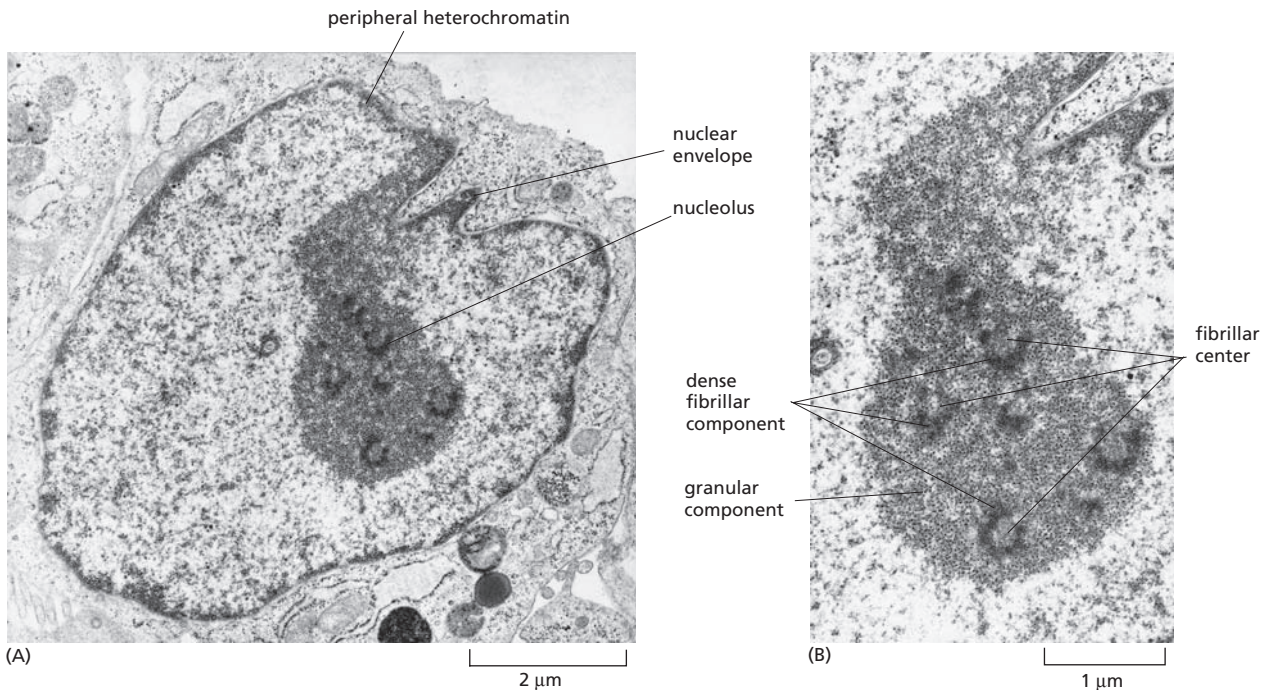 peripheral heterochromatin
nuclear
envelope
nucleolus
(A)
2 μm
dense
fibrillar
component
granular
component
fibrillar
center
(B)
1 μm